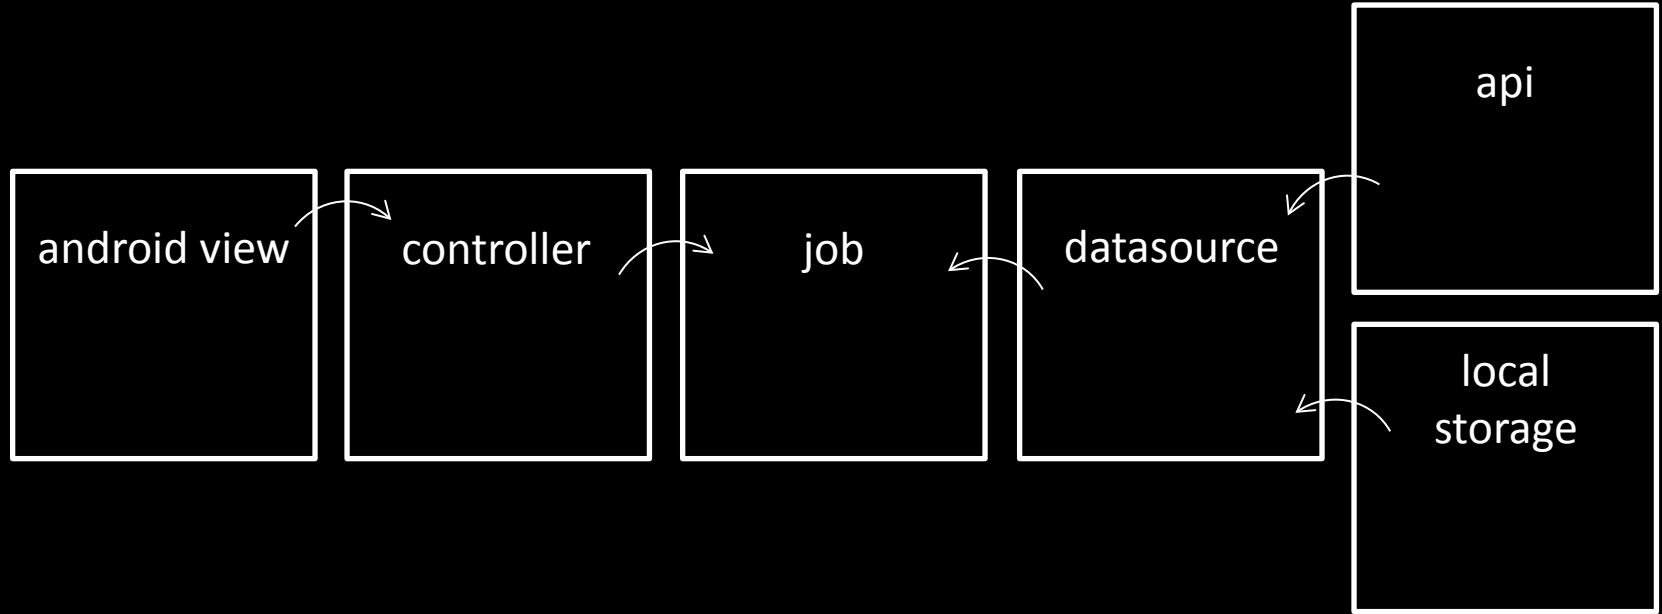 android view
controller
job
datasource
api
local
storage